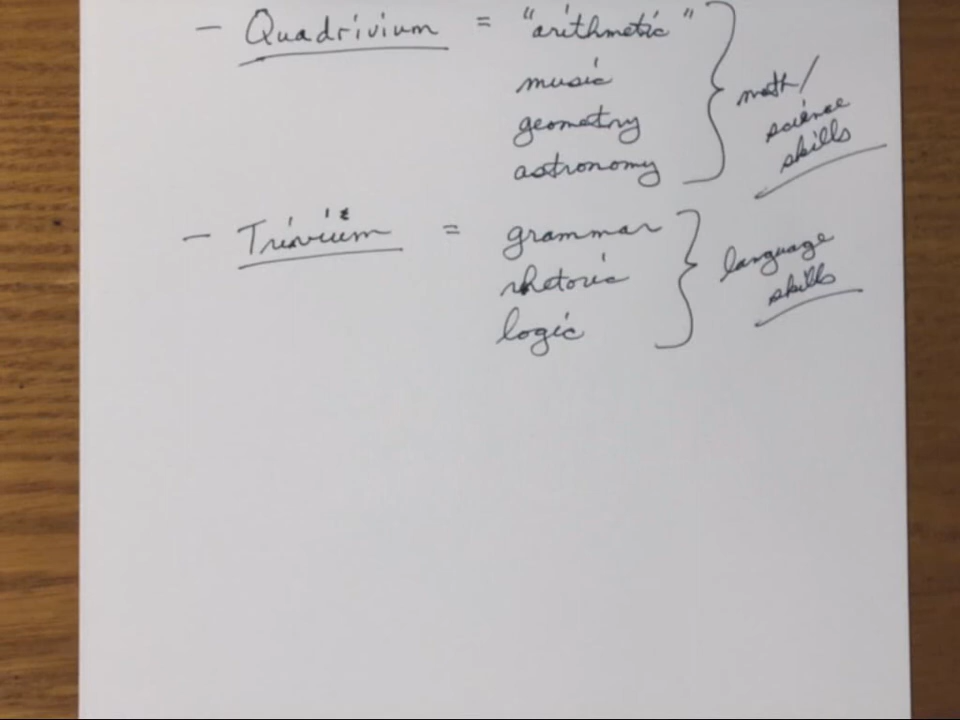 - Quadrivium = "arithmetic"
music
geometry
astronomy
math/
science
skills
- Trivium = grammar
rhetoric
logic
language
skills